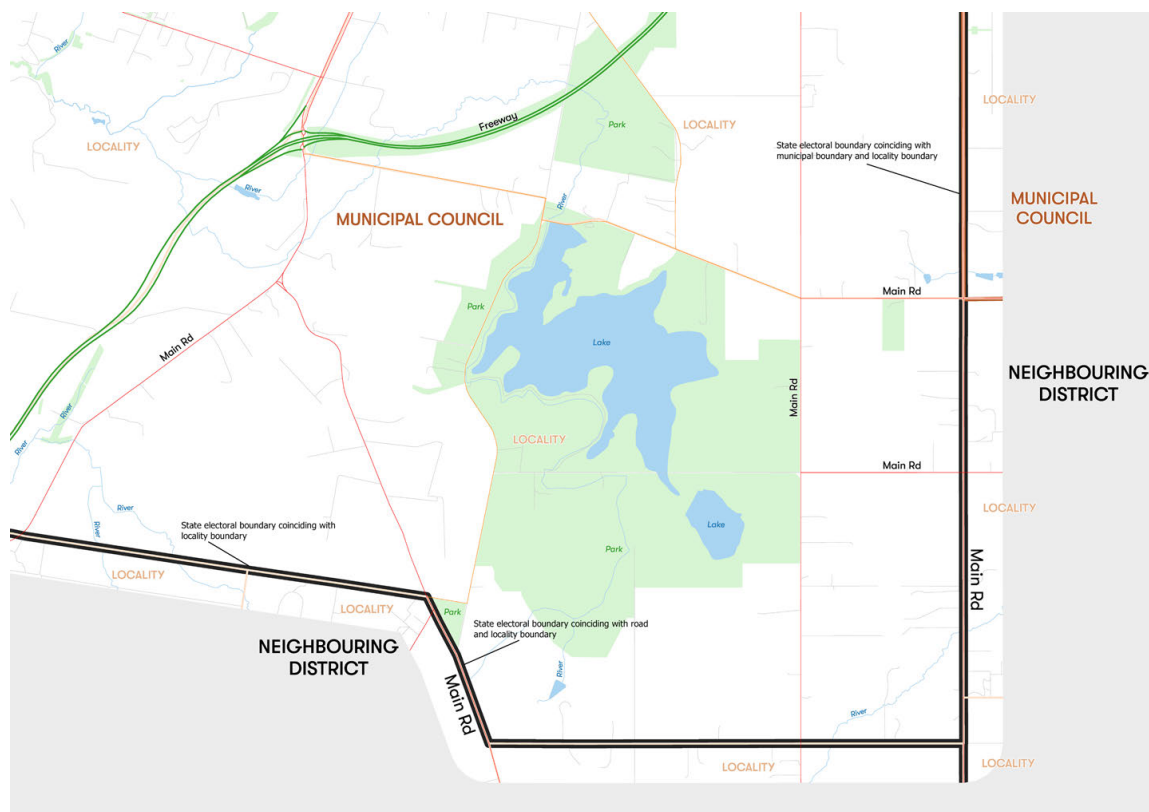 River
LOCALITY
Freeway
Park
LOCALITY
LOCALITY
State electoral boundary coinciding with
municipal boundary and locality boundary
River
River
MUNICIPAL COUNCIL
MUNICIPAL
COUNCIL
Park
Main Rd
Main Rd
Lake
NEIGHBOURING
DISTRICT
Main Rd
River
River
LOCALITY
Main Rd
River
River
State electoral boundary coinciding with
locality boundary
Lake
LOCALITY
Park
LOCALITY
LOCALITY
Park
Main Rd
State electoral boundary coinciding with road
and locality boundary
NEIGHBOURING
DISTRICT
River
Main Rd
River
LOCALITY
LOCALITY